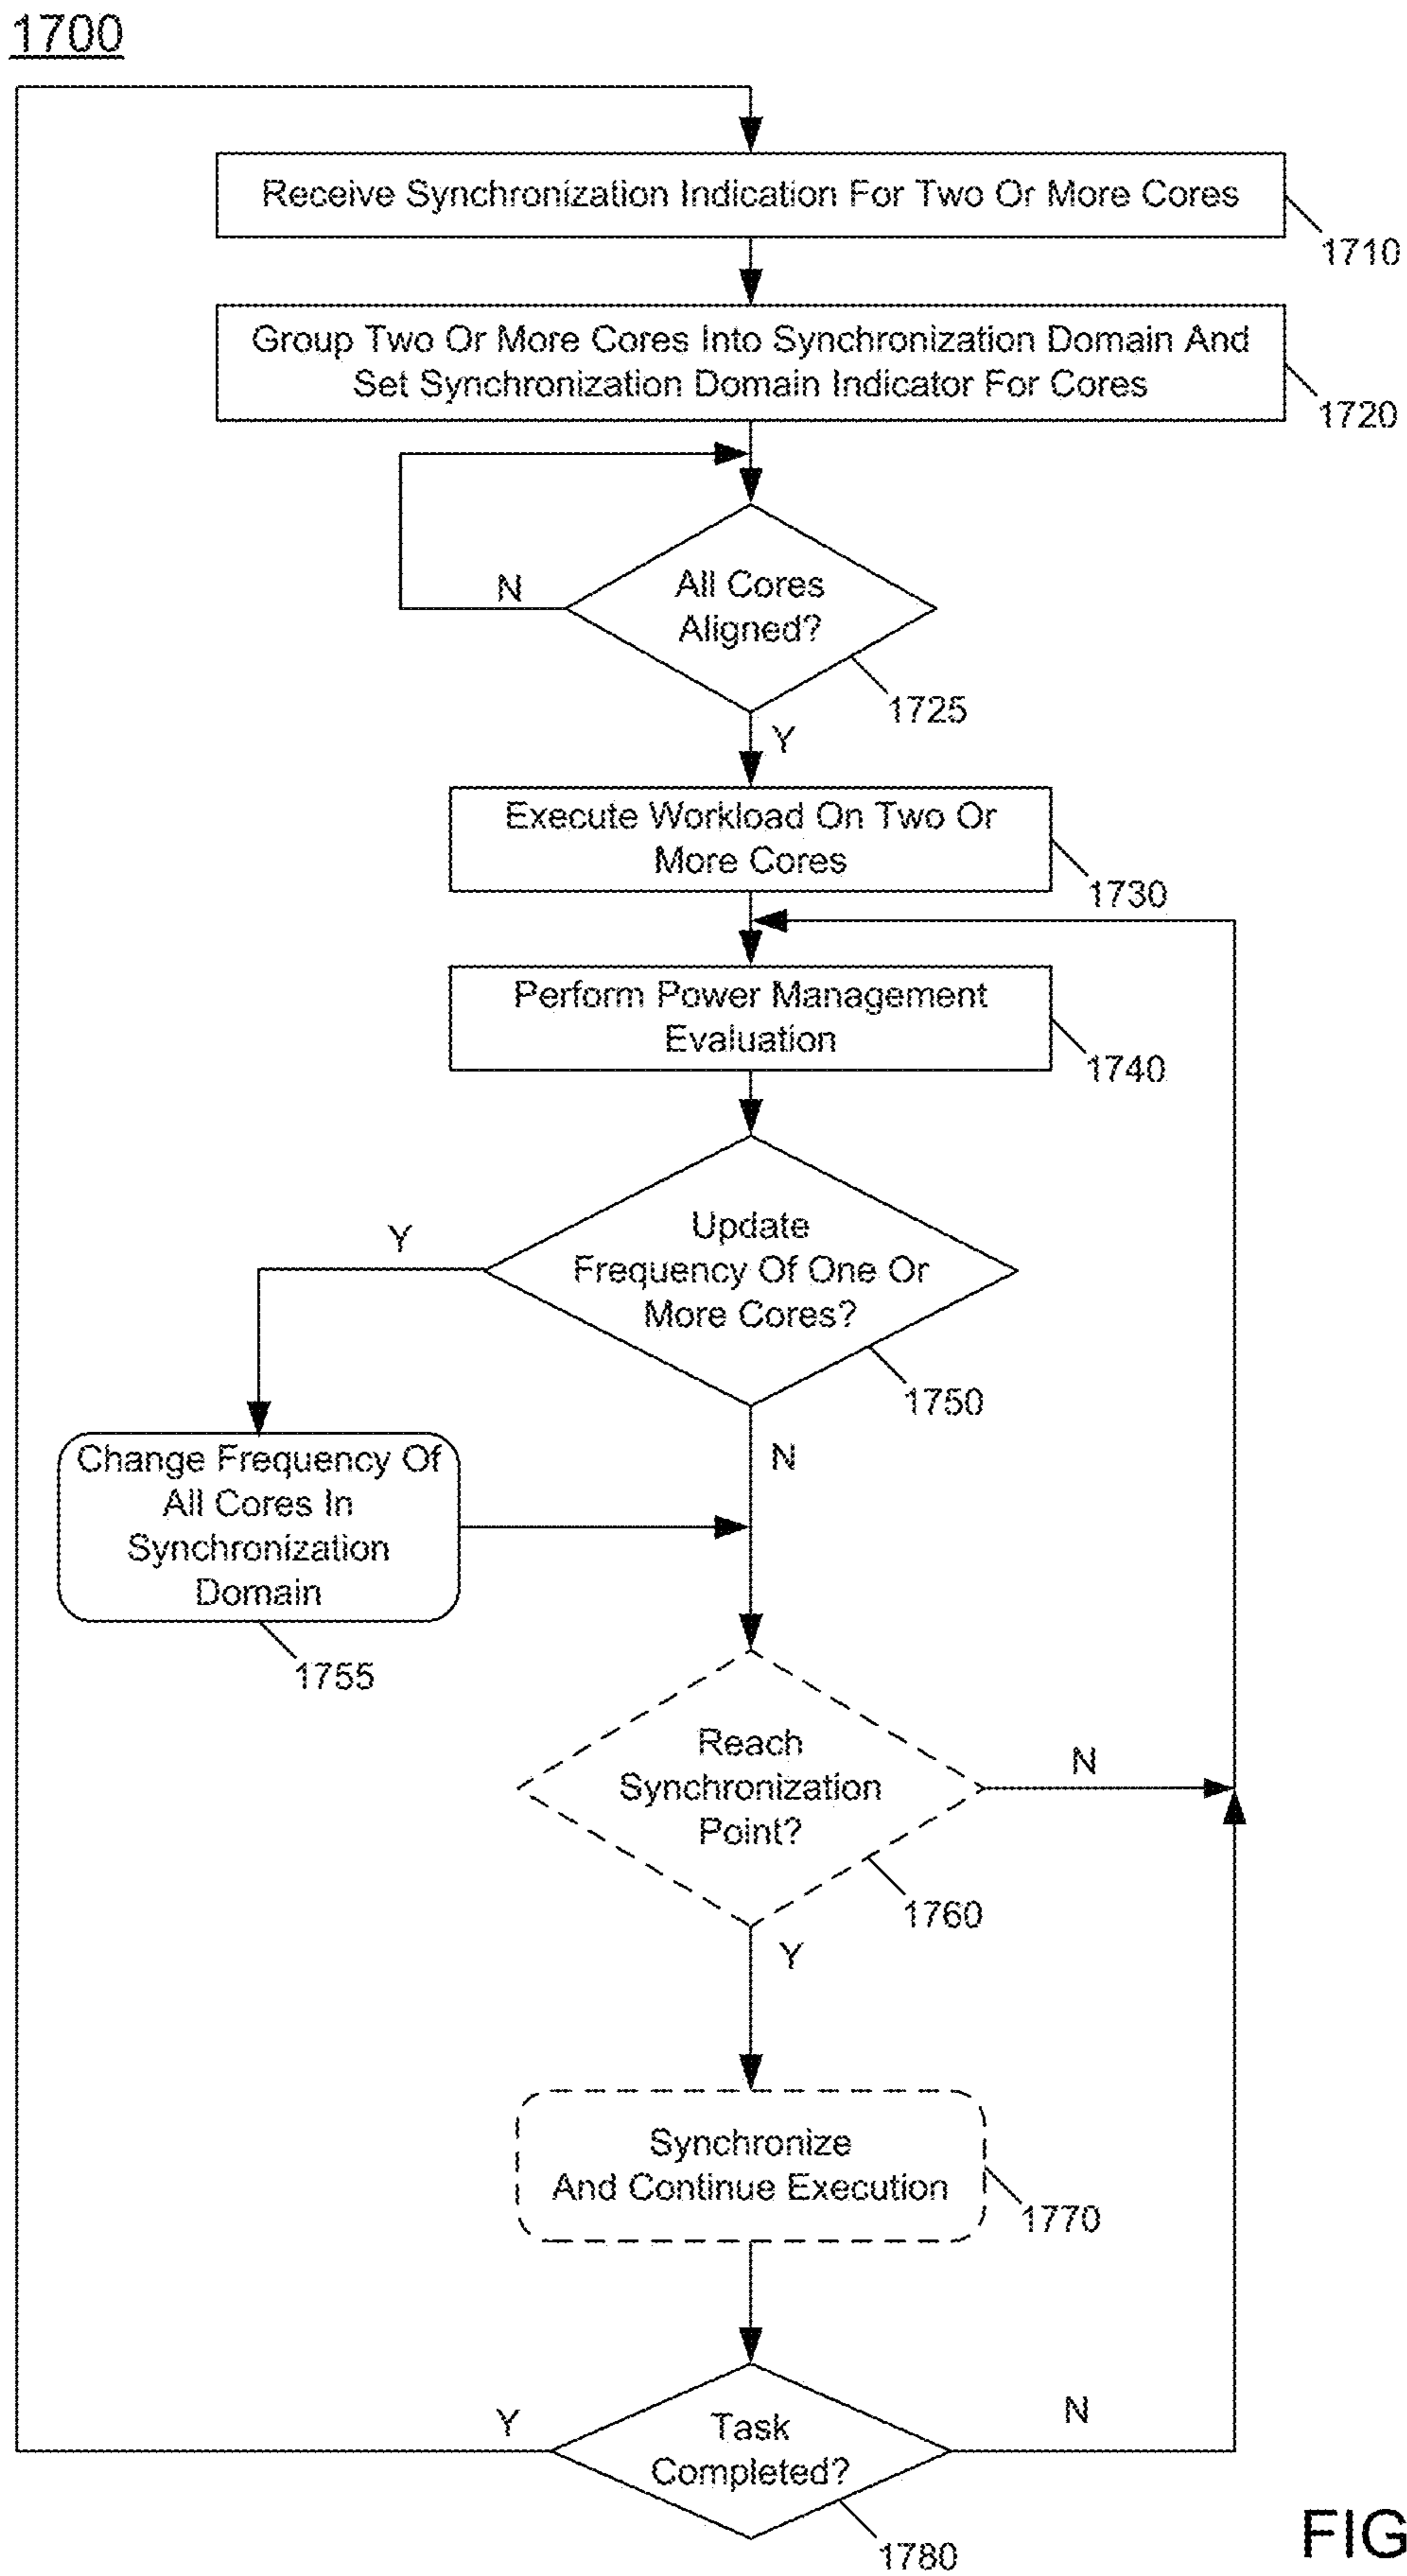 1700
Receive Synchronization Indication For Two Or More Cores
1710
Group Two Or More Cores Into Synchronization Domain And
Set Synchronization Domain Indicator For Cores
1720
All Cores
Aligned?
N
1725
Y
Execute Workload On Two Or
More Cores
1730
Perform Power Management
Evaluation
1740
Update
Frequency Of One Or
More Cores?
Y
1750
N
Change Frequency Of
All Cores In
Synchronization
Domain
1755
Reach
Synchronization
Point?
N
1760
Y
Synchronize
And Continue Execution
1770
Task
Completed?
Y
N
1780
FIG